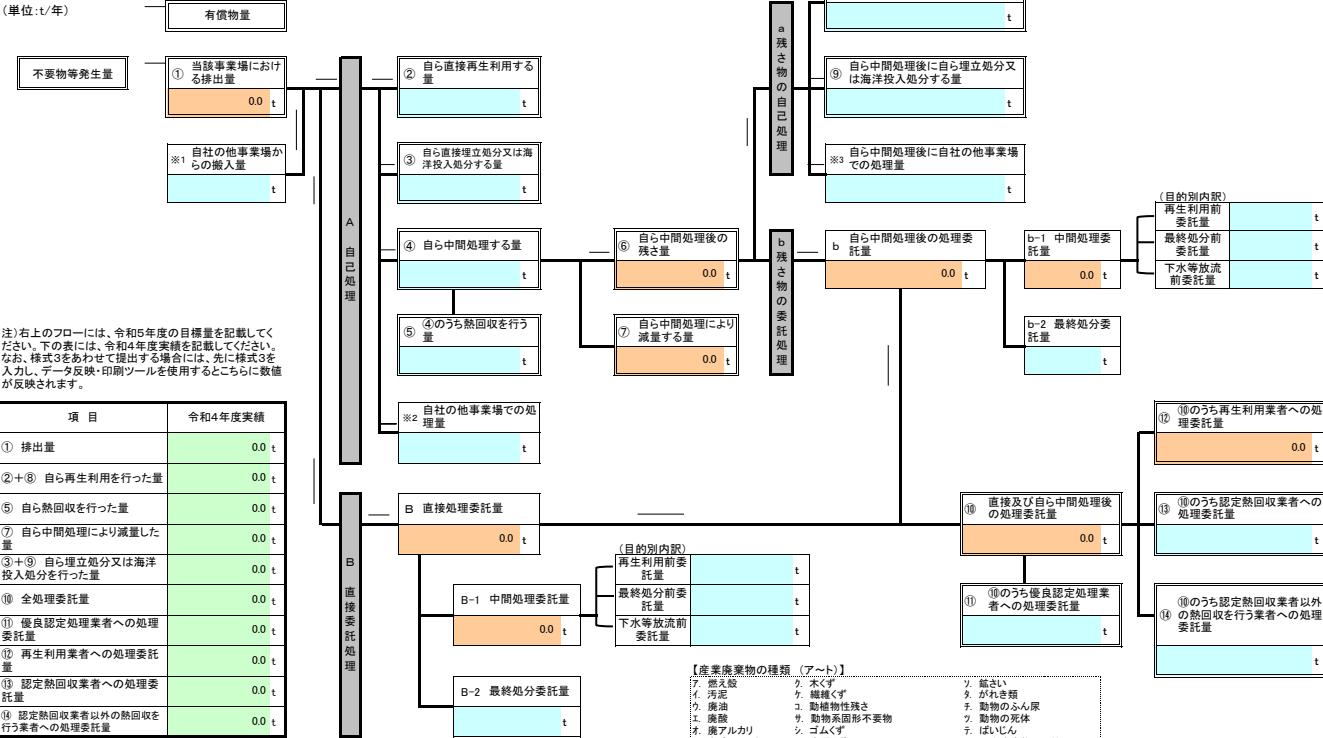 (単位:t/年)
有償物量
不要物等発生量
① 当該事業場におけ
る排出量
0.0 t
※1 自社の他事業場か
らの搬入量
t
A 自己処理
② 自ら直接再生利用する
量
t
③ 自ら直接埋立処分又は海
洋投入処分する量
t
④ 自ら中間処理する量
t
⑤ ④のうち熱回収を行う
量
t
※2 自社の他事業場での処
理量
t
⑥ 自ら中間処理後の
残さ量
0.0 t
⑦ 自ら中間処理により
減量する量
0.0 t
a 残さ物の自己処理
t
⑨ 自ら中間処理後に自ら埋立処分又
は海洋投入処分する量
t
※3 自ら中間処理後に自社の他事業場
での処理量
t
b 残さ物の委託処理
b 自ら中間処理後の処理委
託量
0.0 t
b-1 中間処理委
託量
0.0 t
(目的別内訳)
再生利用前
委託量
t
最終処分前
委託量
t
下水等放流
前委託量
t
b-2 最終処分委
託量
t
注)右上のフローには、令和5年度の目標量を記載してく
ださい。下の表には、令和4年度実績を記載してください。
なお、様式3をあわせて提出する場合には、先に様式3を
入力し、データ反映・印刷ツールを使用するとこちらに数値
が反映されます。
項 目 令和4年度実績
① 排出量 0.0 t
②+⑧ 自ら再生利用を行った量 0.0 t
⑤ 自ら熱回収を行った量 0.0 t
⑦ 自ら中間処理により減量した
量 0.0 t
③+⑨ 自ら埋立処分又は海洋
投入処分を行った量 0.0 t
⑩ 全処理委託量 0.0 t
⑪ 優良認定処理業者への処理
委託量 0.0 t
⑫ 再生利用業者への処理委託
量 0.0 t
⑬ 認定熱回収業者への処理委
託量 0.0 t
⑭ 認定熱回収業者以外の熱回収を
行う業者への処理委託量 0.0 t
B 直接委託処理
B 直接処理委託量
0.0 t
B-1 中間処理委託量
0.0 t
(目的別内訳)
再生利用前委
託量
t
最終処分前委
託量
t
下水等放流前
委託量
t
B-2 最終処分委託量
t
⑩ 直接及び自ら中間処理後
の処理委託量
0.0 t
⑪ ⑩のうち優良認定処理業
者への処理委託量
t
⑫ ⑩のうち再生利用業者への処
理委託量
0.0 t
⑬ ⑩のうち認定熱回収業者への
処理委託量
t
⑭ ⑩のうち認定熱回収業者以外
の熱回収を行う業者への処理
委託量
t
【産業廃棄物の種類 (ア~ト)】
ア. 燃え殻 ク. 木くず ソ. 鉱さい
イ. 汚泥 ケ. 繊維くず タ. がれき類
ウ. 廃油 コ. 動植物性残さ チ. 動物のふん尿
エ. 廃酸 サ. 動物系固形不要物 ツ. 動物の死体
オ. 廃アルカリ シ. ゴムくず テ. ばいじん